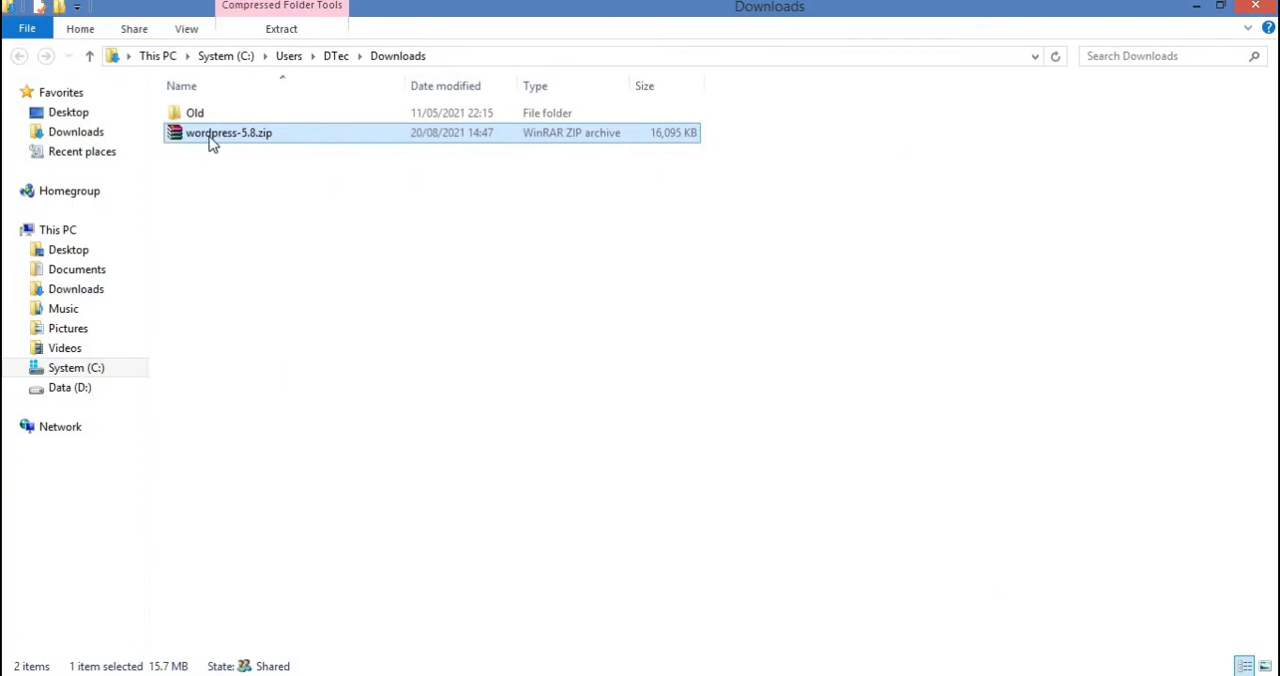 Compressed Folder Tools
Downloads
File Home Share View Extract
This PC System (C:) Users DTec Downloads
Search Downloads
Name Date modified Type Size
Old 11/05/2021 22:15 File folder
wordpress-5.8.zip 20/08/2021 14:47 WinRAR ZIP archive 16,095 KB
Favorites
Desktop
Downloads
Recent places
Homegroup
This PC
Desktop
Documents
Downloads
Music
Pictures
Videos
System (C:)
Data (D:)
Network
2 items 1 item selected 15.7 MB State: Shared